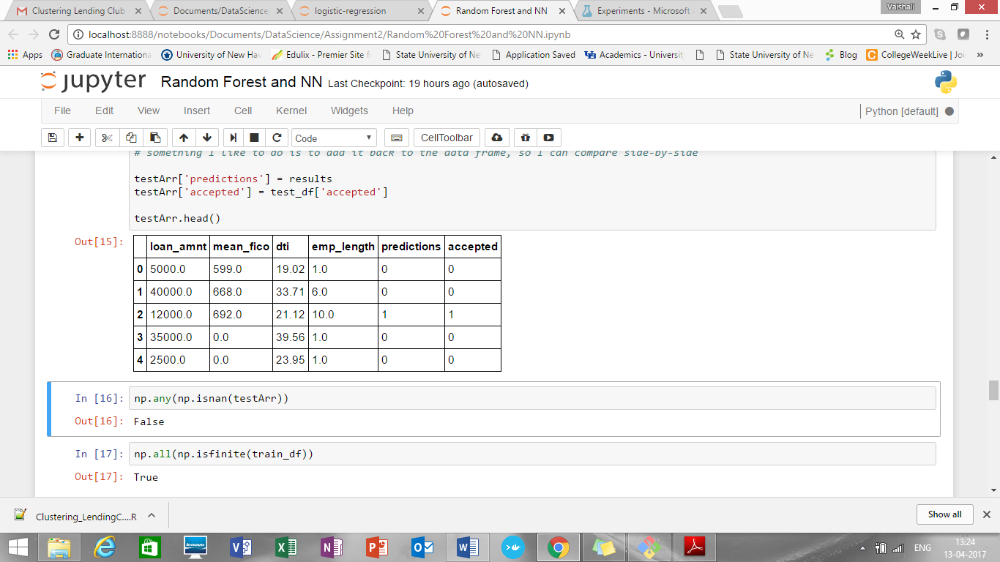 Clustering Lending Club
Documents/DataScience/
logistic-regression
Random Forest and NN
Experiments - Microsoft
Vaishali
localhost:8888/notebooks/Documents/DataScience/Assignment2/Random%20Forest%20and%20NN.ipynb
Apps
Graduate Internationa
University of New Ha
Edulix - Premier Site f
State University of Ne
Application Saved
Academics - Universit
State University of Ne
Blog
CollegeWeekLive | Joi
»
jupyter Random Forest and NN Last Checkpoint: 19 hours ago (autosaved)
File Edit View Insert Cell Kernel Widgets Help Python [default]
Code CellToolbar
# something I like to do is to add it back to the data frame, so I can compare side-by-side
testArr['predictions'] = results
testArr['accepted'] = test_df['accepted']
testArr.head()
Out[15]:
loan_amnt mean_fico dti emp_length predictions accepted
0 5000.0 599.0 19.02 1.0 0 0
1 40000.0 668.0 33.71 6.0 0 0
2 12000.0 692.0 21.12 10.0 1 1
3 35000.0 0.0 39.56 1.0 0 0
4 2500.0 0.0 23.95 1.0 0 0
In [16]: np.any(np.isnan(testArr))
Out[16]: False
In [17]: np.all(np.isfinite(train_df))
Out[17]: True
Clustering_LendingC....R
Show all
lenovo
ENG
13:24
13-04-2017